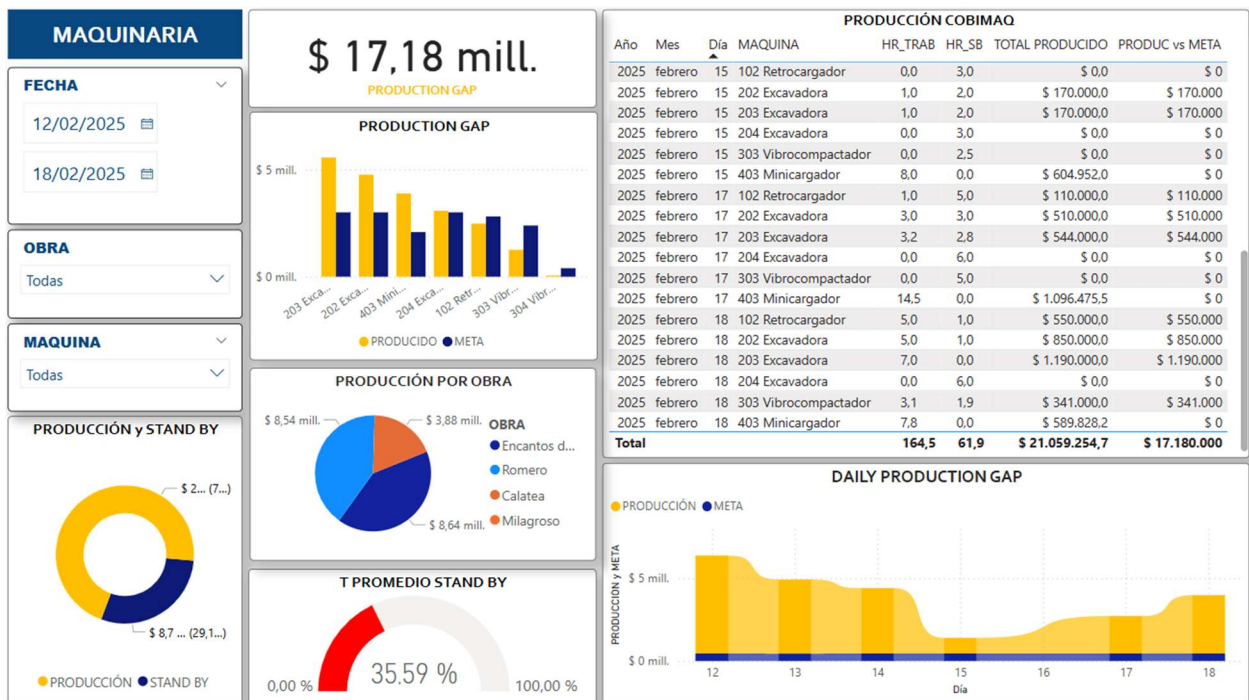 MAQUINARIA
FECHA
12/02/2025
18/02/2025
OBRA
Todas
MAQUINA
Todas
PRODUCCIÓN y STAND BY
$ 2... (7...)
$ 8,7 ... (29,1...)
PRODUCCIÓN STAND BY
$ 17,18 mill.
PRODUCTION GAP
PRODUCTION GAP
$ 5 mill.
$ 0 mill.
203 Exca...
202 Exca...
403 Mini...
204 Exca...
102 Retr...
303 Vibr...
304 Vibr...
PRODUCIDO META
PRODUCCIÓN POR OBRA
$ 8,54 mill.
$ 3,88 mill.
$ 8,64 mill.
OBRA
Encantos d...
Romero
Calatea
Milagroso
T PROMEDIO STAND BY
35.59 %
0,00 %
100,00 %
PRODUCCIÓN COBIMAQ
Año Mes Día MAQUINA HR_TRAB HR_SB TOTAL PRODUCIDO PRODUC vs META
2025 febrero 15 102 Retrocargador 0,0 3,0 $ 0,0 $ 0
2025 febrero 15 202 Excavadora 1,0 2,0 $ 170.000,0 $ 170.000
2025 febrero 15 203 Excavadora 1,0 2,0 $ 170.000,0 $ 170.000
2025 febrero 15 204 Excavadora 0,0 3,0 $ 0,0 $ 0
2025 febrero 15 303 Vibrocompactador 0,0 2,5 $ 0,0 $ 0
2025 febrero 15 403 Minicargador 8,0 0,0 $ 604.952,0 $ 0
2025 febrero 17 102 Retrocargador 1,0 5,0 $ 110.000,0 $ 110.000
2025 febrero 17 202 Excavadora 3,0 3,0 $ 510.000,0 $ 510.000
2025 febrero 17 203 Excavadora 3,2 2,8 $ 544.000,0 $ 544.000
2025 febrero 17 204 Excavadora 0,0 6,0 $ 0,0 $ 0
2025 febrero 17 303 Vibrocompactador 0,0 5,0 $ 0,0 $ 0
2025 febrero 17 403 Minicargador 14,5 0,0 $ 1.096.475,5 $ 0
2025 febrero 18 102 Retrocargador 5,0 1,0 $ 550.000,0 $ 550.000
2025 febrero 18 202 Excavadora 5,0 1,0 $ 850.000,0 $ 850.000
2025 febrero 18 203 Excavadora 7,0 0,0 $ 1.190.000,0 $ 1.190.000
2025 febrero 18 204 Excavadora 0,0 6,0 $ 0,0 $ 0
2025 febrero 18 303 Vibrocompactador 3,1 1,9 $ 341.000,0 $ 341.000
2025 febrero 18 403 Minicargador 7,8 0,0 $ 589.828,2 $ 0
Total 164,5 61,9 $ 21.059.254,7 $ 17.180.000
DAILY PRODUCTION GAP
PRODUCCIÓN META
PRODUCCION y META
$ 5 mill.
$ 0 mill.
12 13 14 15 16 17 18
Día